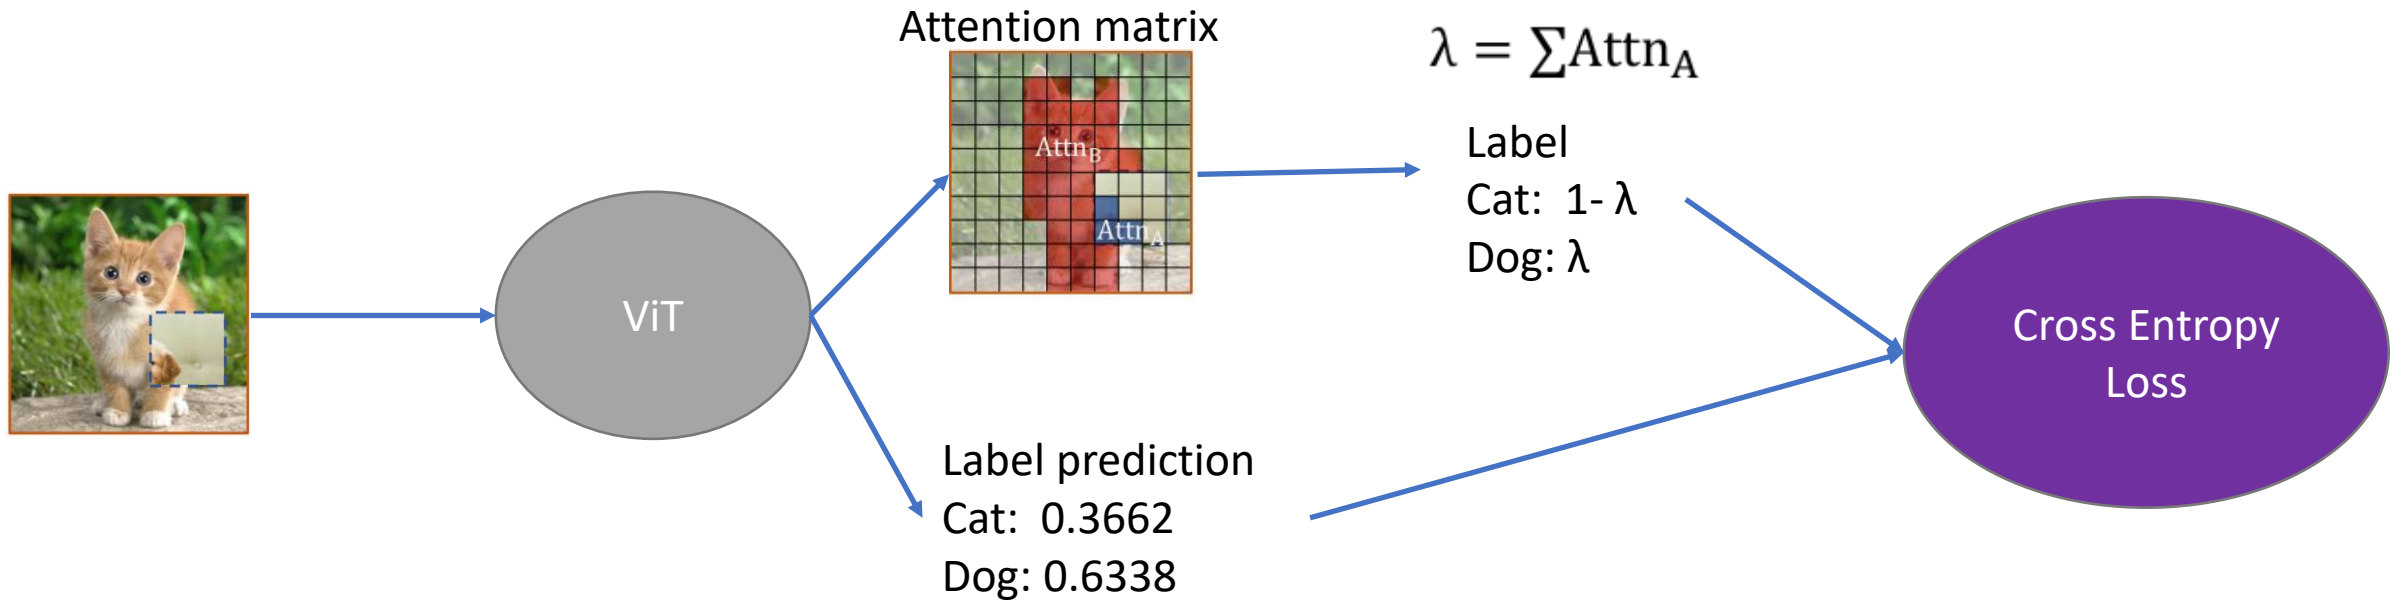 Attention matrix
λ = ∑Attn_A
Attn_B
Attn_A
Label
Cat: 1- λ
Dog: λ
ViT
Cross Entropy
Loss
Label prediction
Cat: 0.3662
Dog: 0.6338